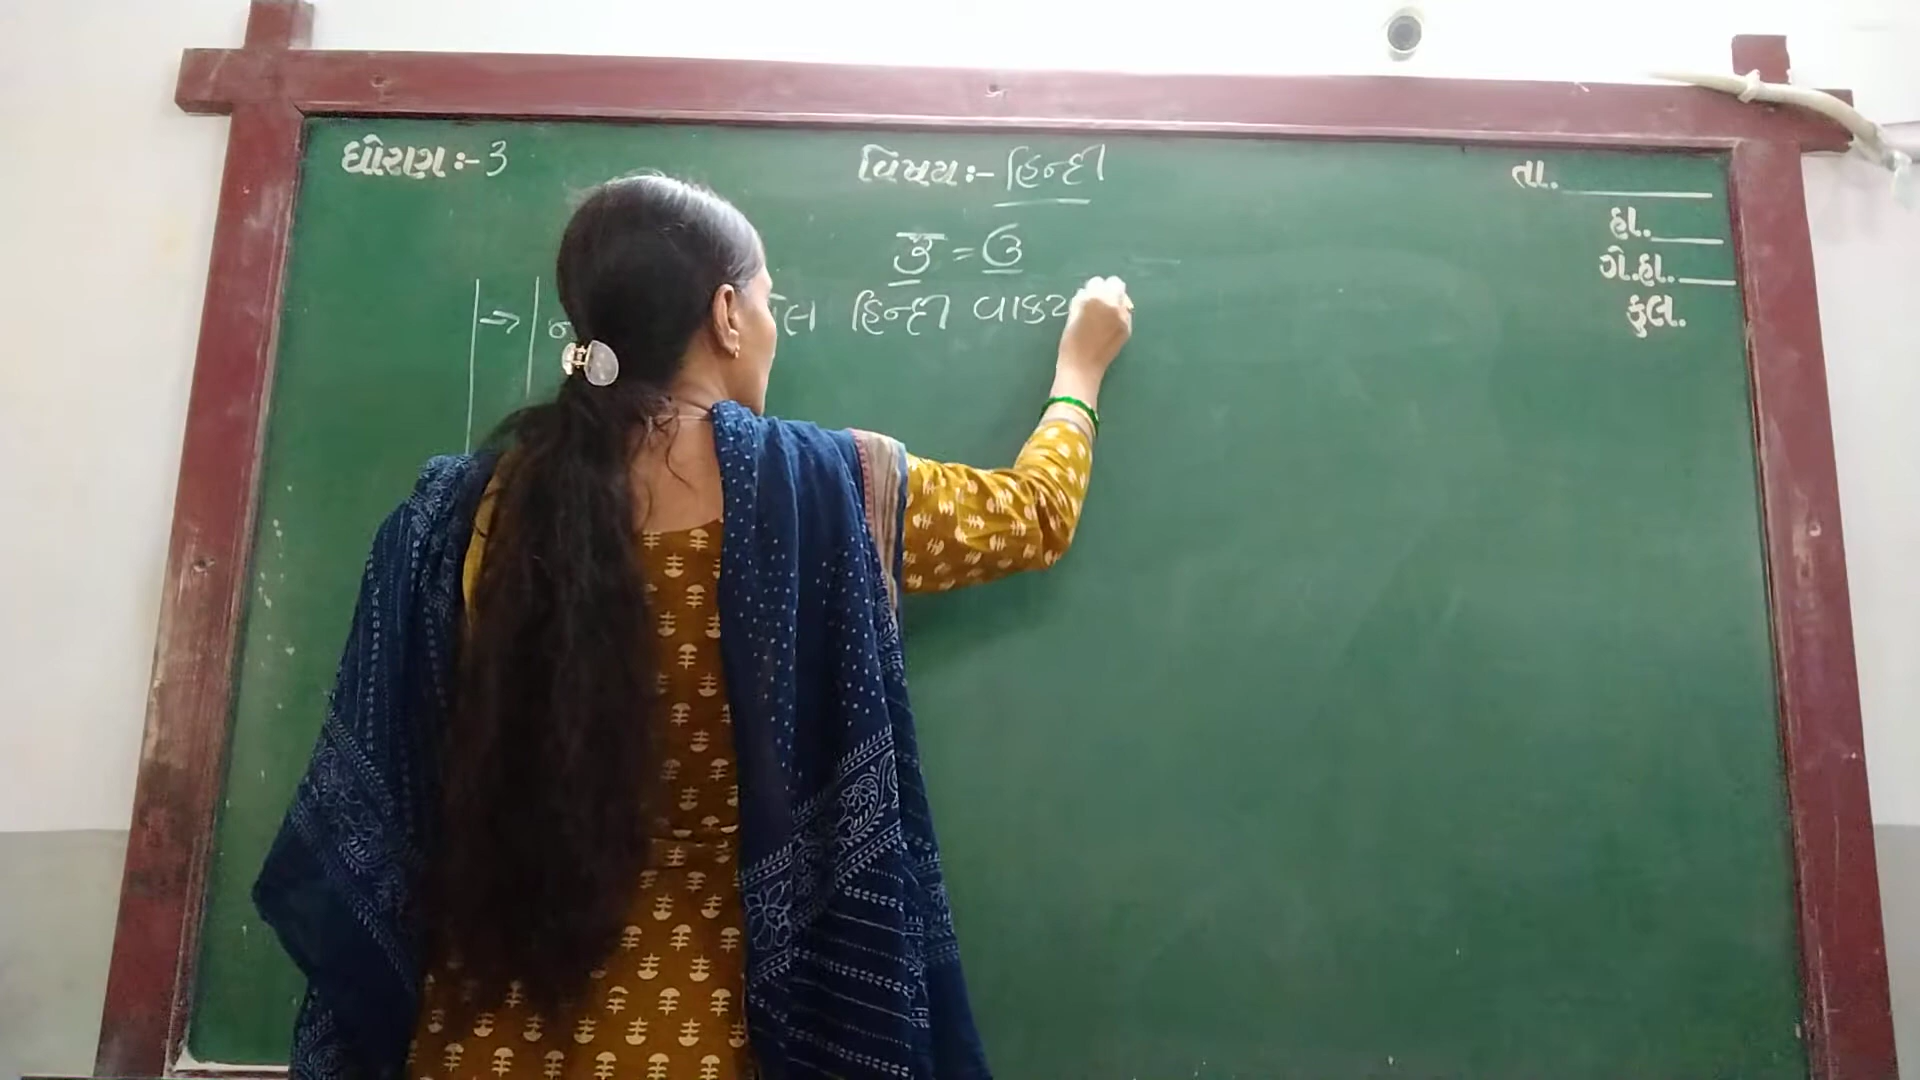 ધોરણ:- 3
વિષય:- હિન્દી
તા.
હા.
ગે.હા.
કુલ.
उ = ઉ
→ હિન્દી